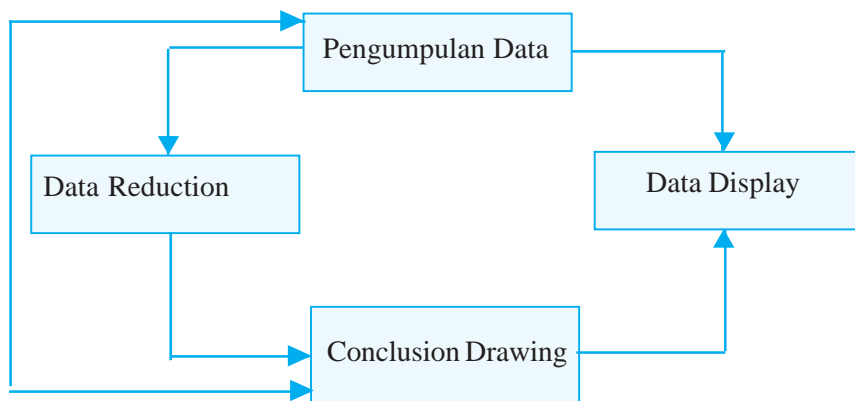 Pengumpulan Data
Data Reduction
Data Display
Conclusion Drawing